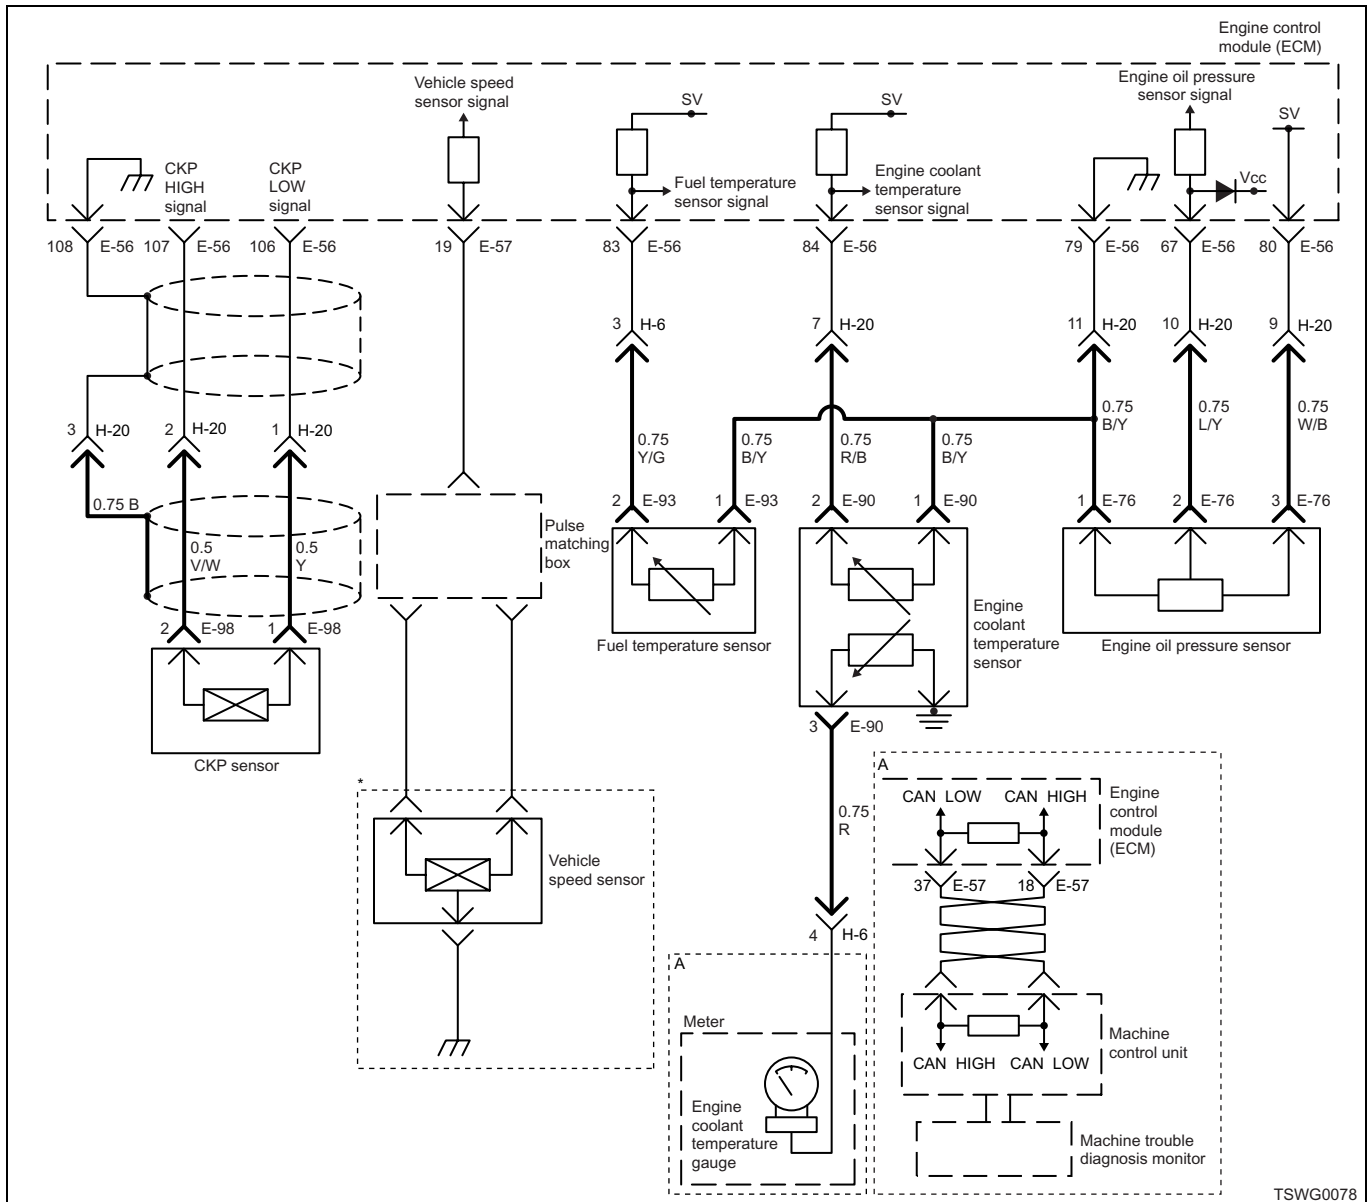 Engine control
module (ECM)
Vehicle speed
sensor signal
SV
SV
Engine oil pressure
sensor signal
SV
CKP
HIGH
signal
CKP
LOW
signal
Fuel temperature
sensor signal
Engine coolant
temperature
sensor signal
Vcc
108 E-56 107 E-56 106 E-56 19 E-57 83 E-56 84 E-56 79 E-56 67 E-56 80 E-56
3 H-6 7 H-20 11 H-20 10 H-20 9 H-20
3 H-20 2 H-20 1 H-20
0.75
Y/G
0.75
B/Y
0.75
R/B
0.75
B/Y
0.75
B/Y
0.75
L/Y
0.75
W/B
0.75 B
2 E-93 1 E-93 2 E-90 1 E-90 1 E-76 2 E-76 3 E-76
0.5
V/W
0.5
Y
Pulse
matching
box
2 E-98 1 E-98
Fuel temperature sensor
Engine
coolant
temperature
sensor
Engine oil pressure sensor
CKP sensor
3 E-90
*
Vehicle
speed sensor
0.75
R
A
CAN LOW CAN HIGH
Engine
control
module
(ECM)
37 E-57 18 E-57
4 H-6
A
Meter
Engine
coolant
temperature
gauge
CAN HIGH CAN LOW
Machine
control unit
Machine trouble
diagnosis monitor
TSWG0078